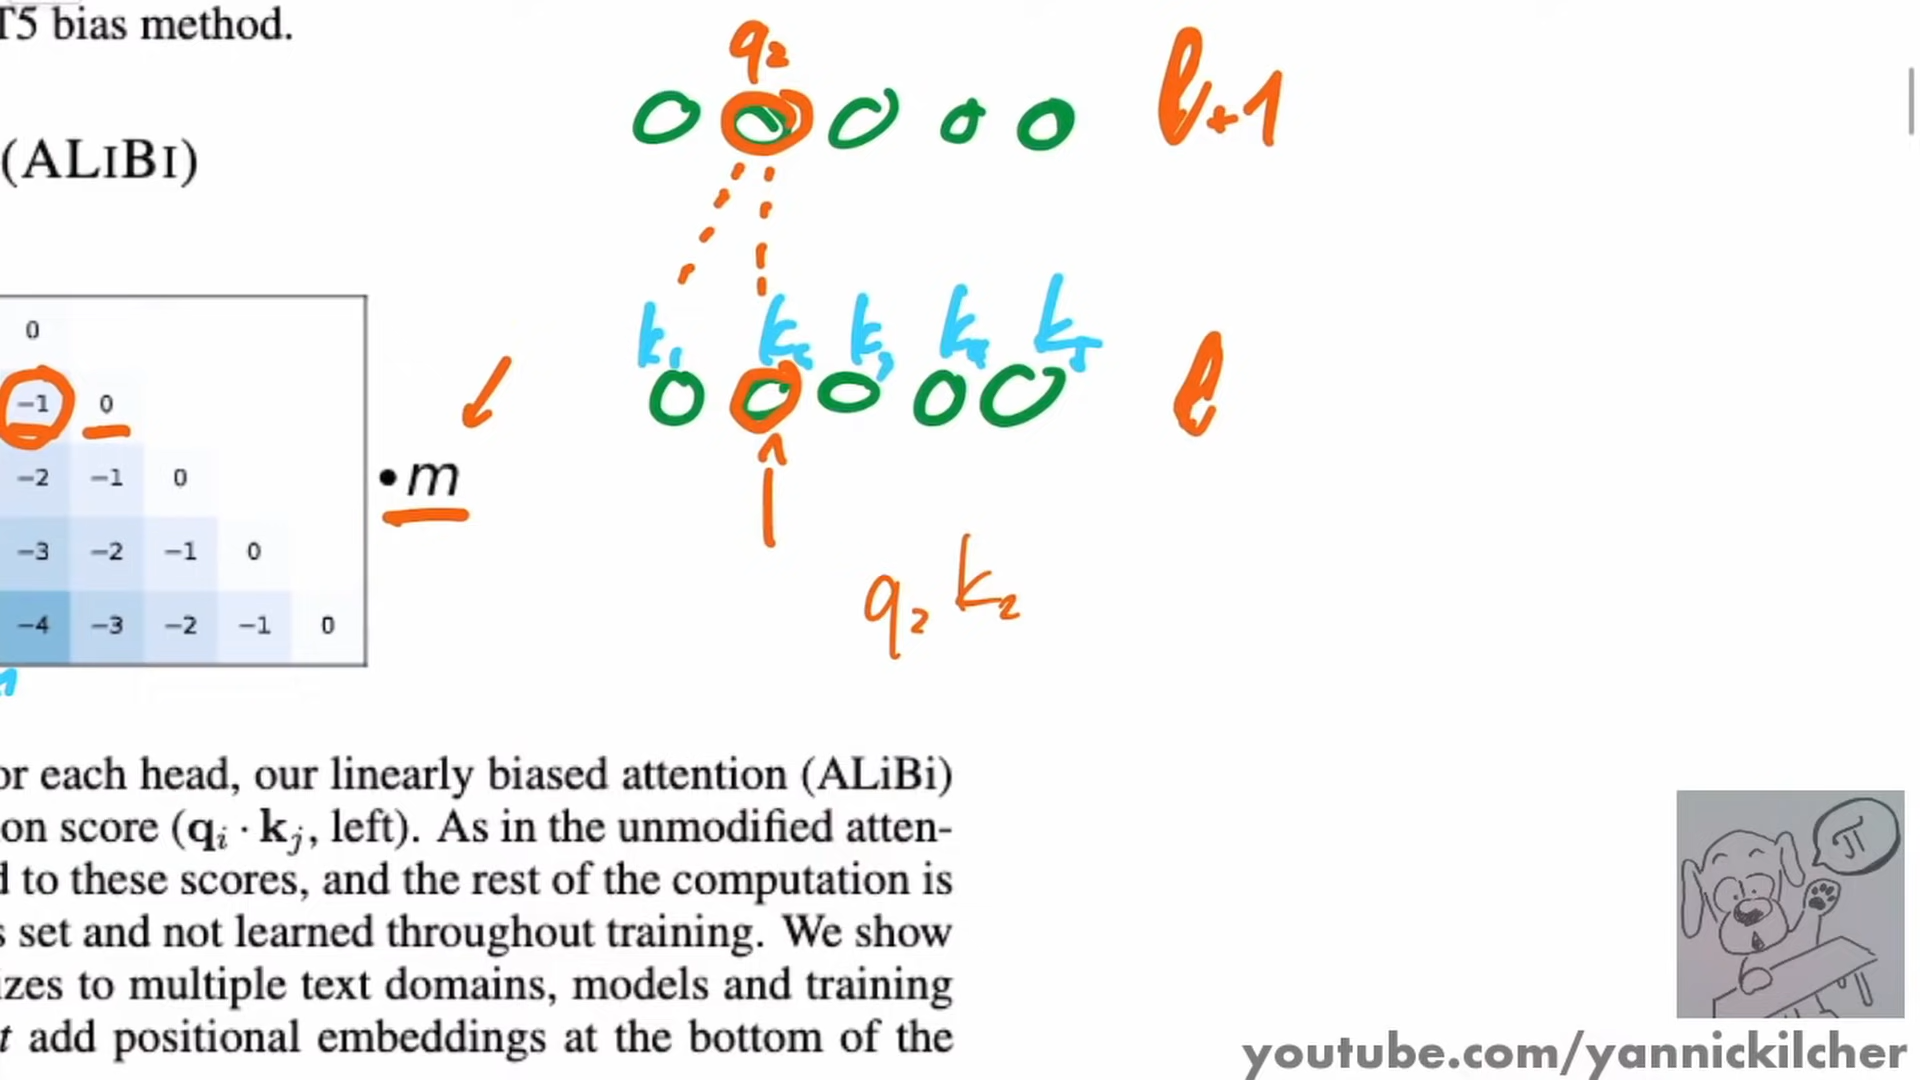 T5 bias method.
(ALIBI)
q2
l+1
k1 k2 k3 k4 k5
l
0
-1 0
-2 -1 0
-3 -2 -1 0
-4 -3 -2 -1 0
•m
q2 k2
or each head, our linearly biased attention (ALiBi)
on score (qi · kj, left). As in the unmodified atten-
d to these scores, and the rest of the computation is
s set and not learned throughout training. We show
izes to multiple text domains, models and training
t add positional embeddings at the bottom of the
π
youtube.com/yannickilcher